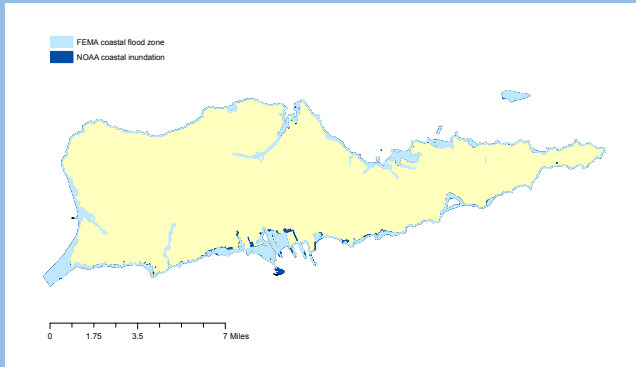 FEMA coastal flood zone
NOAA coastal inundation
0 1.75 3.5 7 Miles